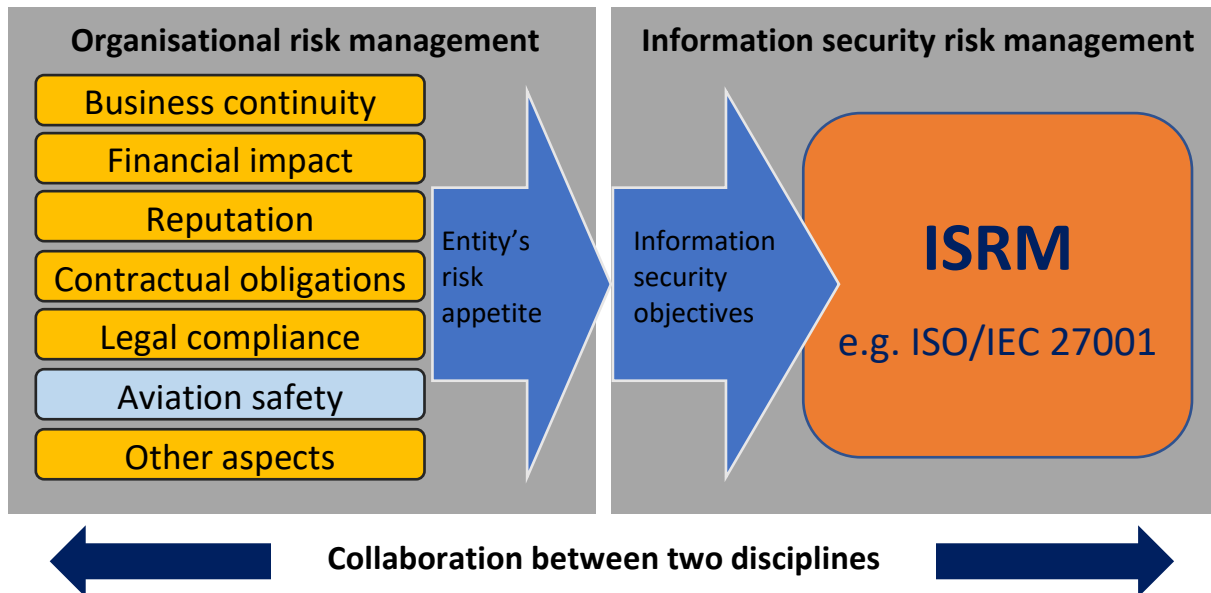 Organisational risk management
Business continuity
Financial impact
Reputation
Contractual obligations
Legal compliance
Aviation safety
Other aspects
Entity’s
risk
appetite
Information security risk management
Information
security
objectives
ISRM
e.g. ISO/IEC 27001
Collaboration between two disciplines